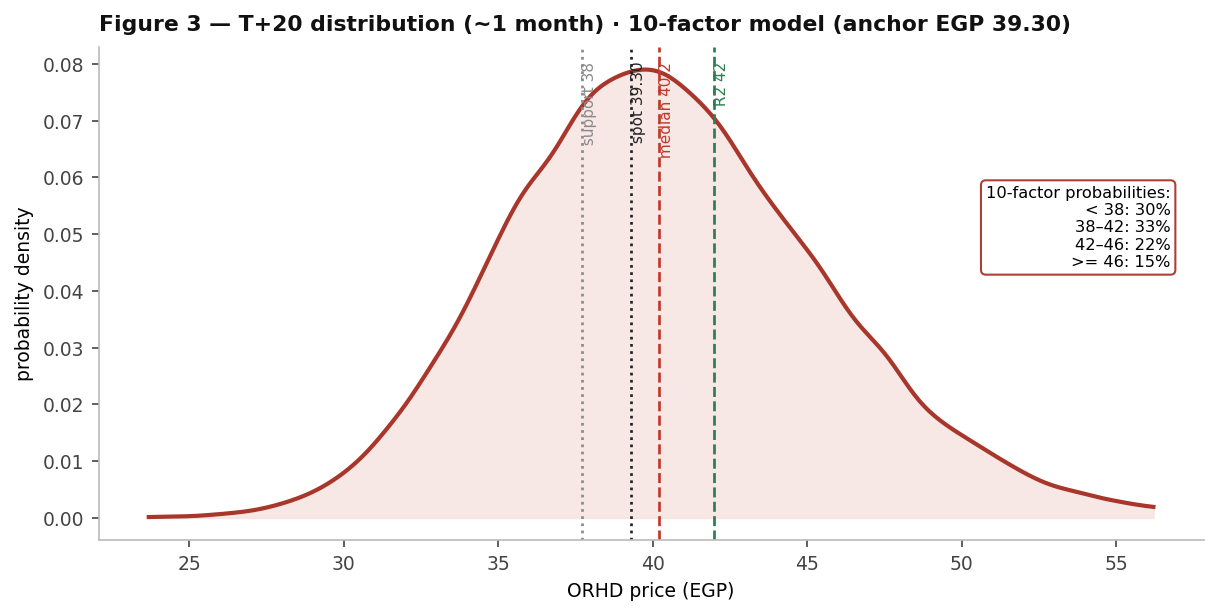 Figure 3 — T+20 distribution (~1 month) · 10-factor model (anchor EGP 39.30)
probability density
0.08
0.07
0.06
0.05
0.04
0.03
0.02
0.01
0.00
support 38
spot 39.30
median 40.2
R2 42
10-factor probabilities:
< 38: 30%
38–42: 33%
42–46: 22%
>= 46: 15%
25
30
35
40
45
50
55
ORHD price (EGP)